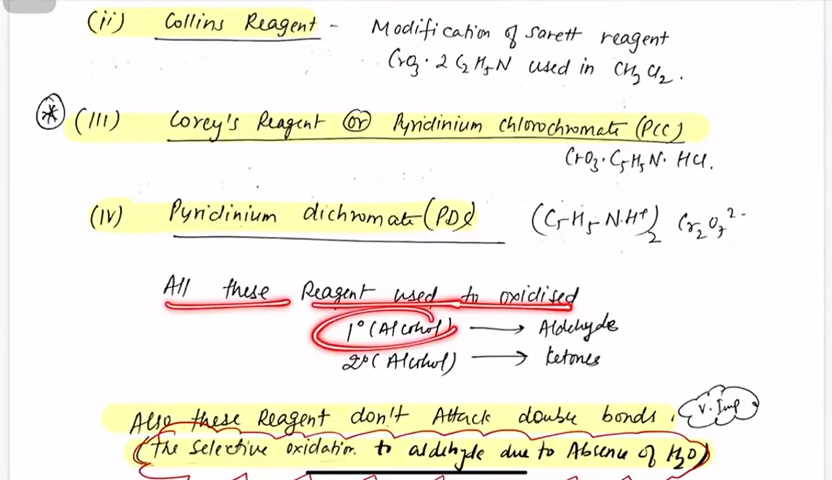 (ii) Collins Reagent - Modification of sarett reagent
CrO3·2 C2H5N used in CH2Cl2.
* (III) Corey's Reagent or Pyridinium Chlorochromate (PCC)
CrO3·C5H5N·HCl.
(IV) Pyridinium dichromate (PDC) (C5H5N·H+)2 Cr2O7^2-
All these Reagent used to oxidised
1° (Alcohol) → Aldehyde
2° (Alcohol) → ketones
Also these Reagent don't Attack double bonds. V. Imp
(The selective oxidation to aldehyde due to Absence of H2O)